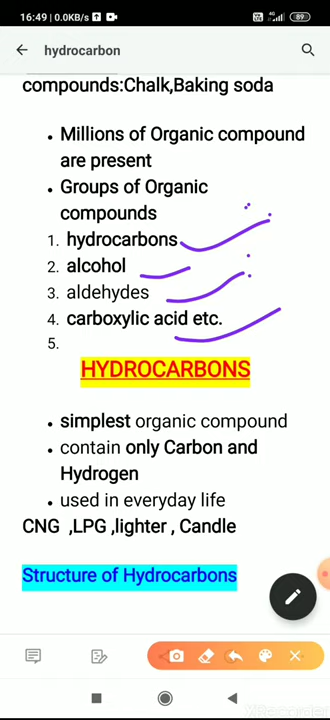 16:49 | 0.0KB/s
89
hydrocarbon
compounds:Chalk,Baking soda
• Millions of Organic compound
are present
• Groups of Organic
compounds
1. hydrocarbons
2. alcohol
3. aldehydes
4. carboxylic acid etc.
5.
HYDROCARBONS
• simplest organic compound
• contain only Carbon and
Hydrogen
• used in everyday life
CNG ,LPG ,lighter , Candle
Structure of Hydrocarbons